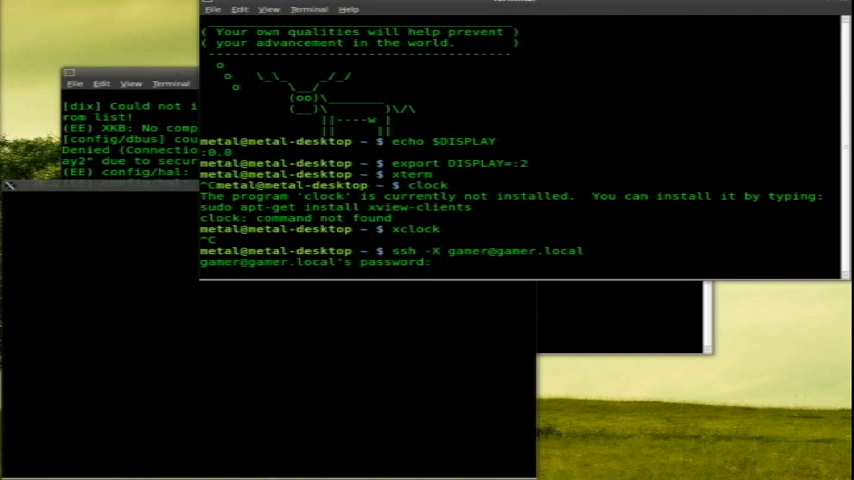 File Edit View Terminal Help
( Your own qualities will help prevent )
( your advancement in the world. )
metal@metal-desktop ~ $ echo $DISPLAY
:0.0
metal@metal-desktop ~ $ export DISPLAY=:2
metal@metal-desktop ~ $ xterm
^Cmetal@metal-desktop ~ $ clock
The program 'clock' is currently not installed. You can install it by typing:
sudo apt-get install xview-clients
clock: command not found
metal@metal-desktop ~ $ xclock
^C
metal@metal-desktop ~ $ ssh -X gamer@gamer.local
gamer@gamer.local's password:
File Edit View Terminal
[dix] Could not i
rom list!
(EE) XKB: No comp
[config/dbus] cou
Denied (Connectio
ay2" due to secur
(EE) config/hal: